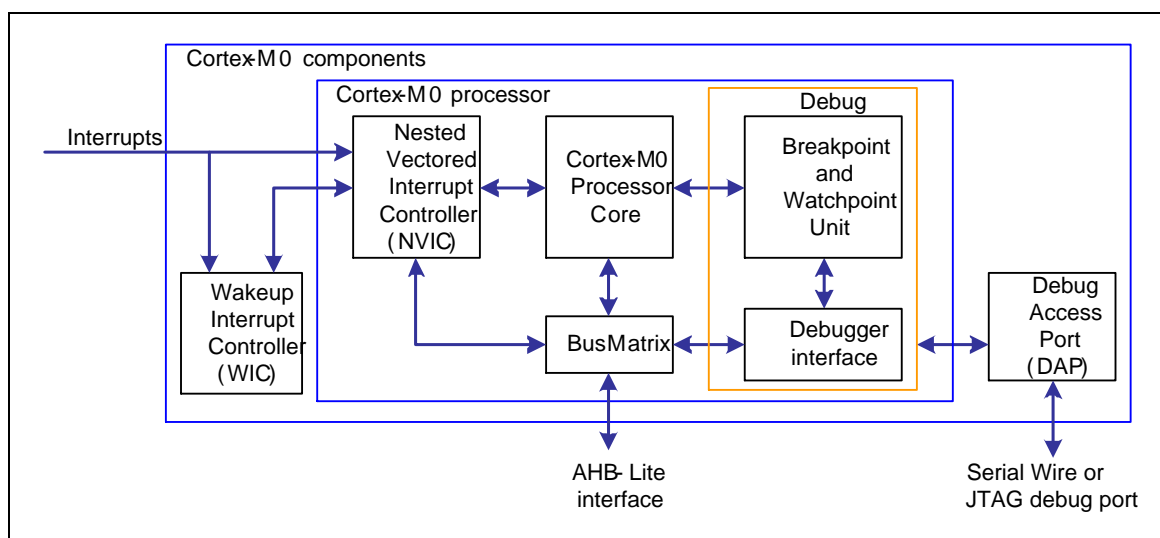 Cortex-M0 components
Cortex-M0 processor
Debug
Interrupts
Nested
Vectored
Interrupt
Controller
(NVIC)
Cortex-M0
Processor
Core
Breakpoint
and
Watchpoint
Unit
Wakeup
Interrupt
Controller
(WIC)
BusMatrix
Debugger
interface
Debug
Access
Port
(DAP)
AHB-Lite
interface
Serial Wire or
JTAG debug port